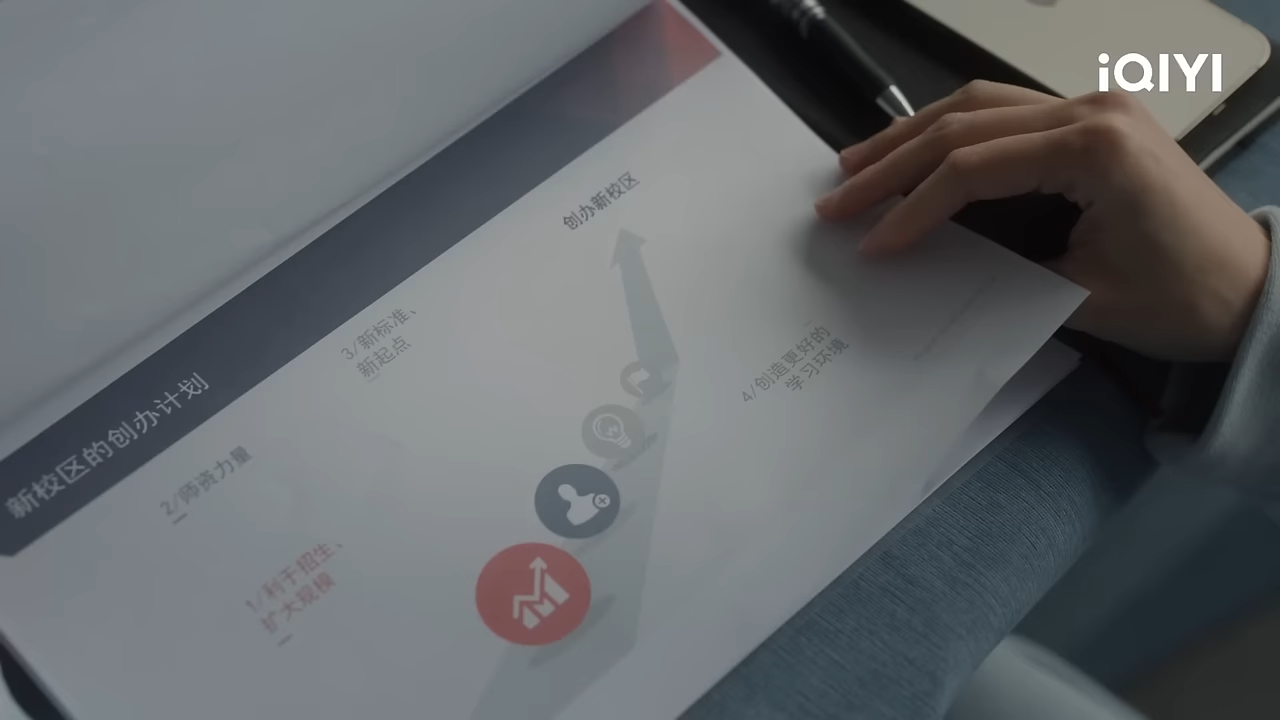 iQIYI
新校区的创办计划
创办新校区
3/新标准、
新起点
2/师资力量
1/利于招生、
扩大规模
4/创造更好的
学习环境